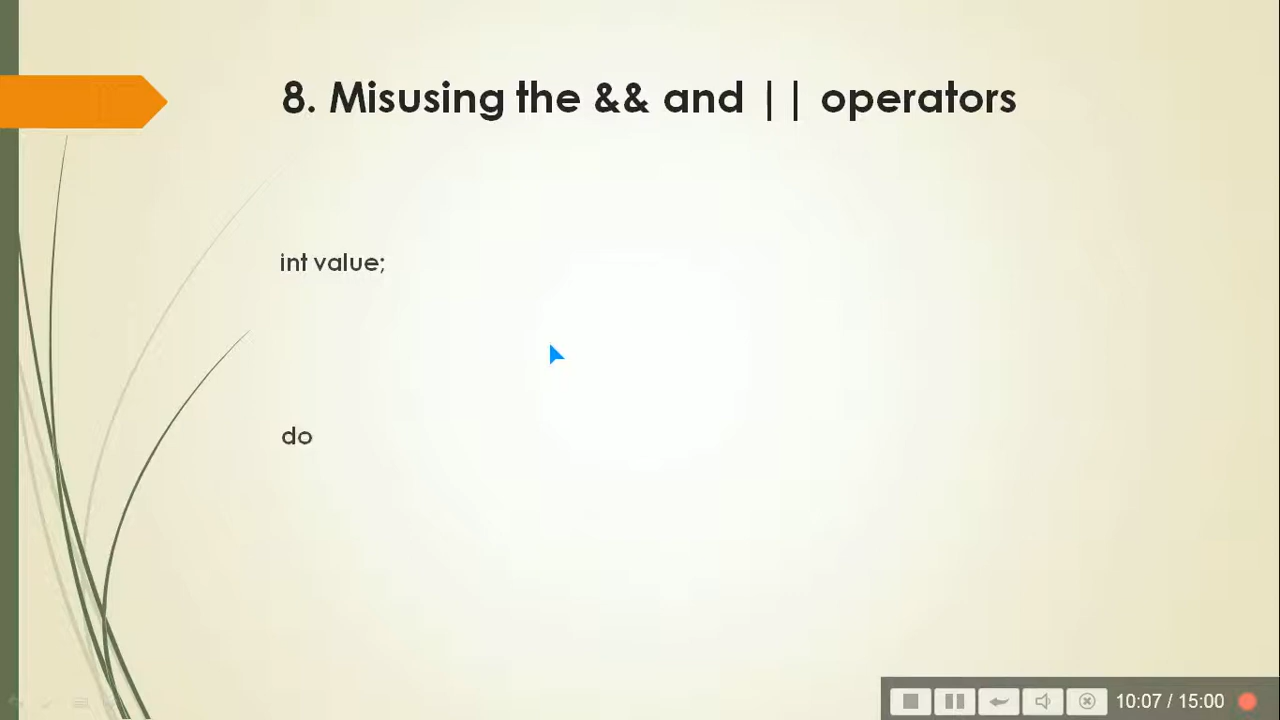 8. Misusing the && and || operators
int value;
do
10:07 / 15:00